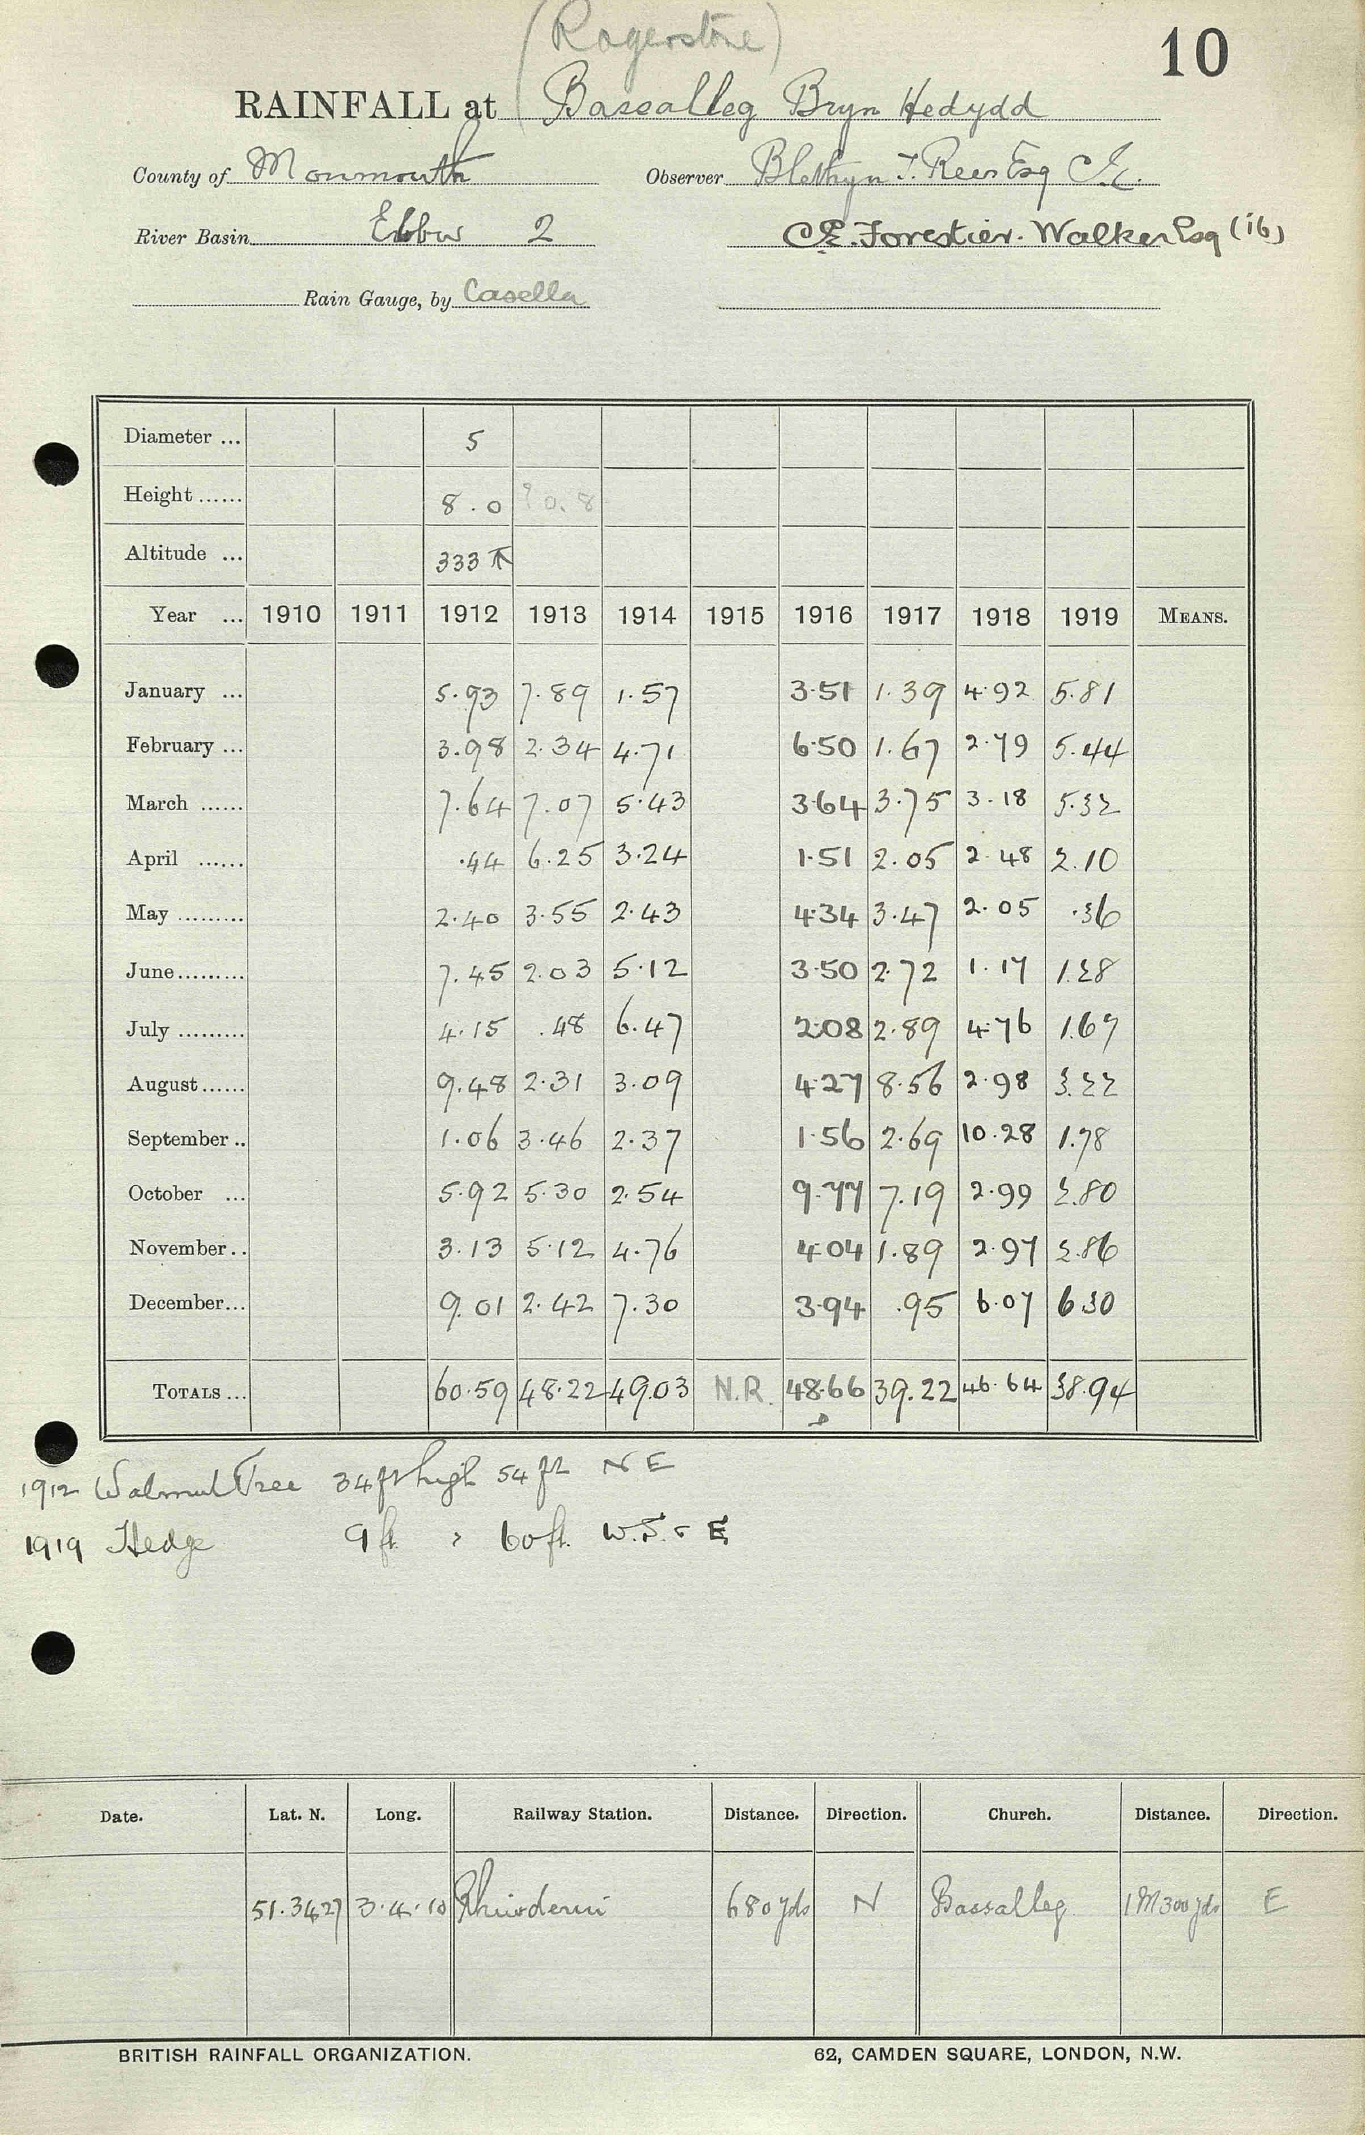 (Rogerstone)
10
RAINFALL at Bassalleg Bryn Hedydd
County of Monmouth Observer Blethyn T. Rees Esq C.E.
River Basin Ebbw 2 C.E. Forestier-Walker Esq (16)
Rain Gauge, by Casella
Diameter ... 5
Height ...... 8.0 ?0.8
Altitude ... 333
Year ... 1910 1911 1912 1913 1914 1915 1916 1917 1918 1919 MEANS.
January ... 5.93 7.89 1.57 3.51 1.39 4.92 5.81
February ... 3.98 2.34 4.71 6.50 1.67 2.79 5.44
March ...... 7.64 7.07 5.43 3.64 3.75 3.18 5.32
April ...... .44 6.25 3.24 1.51 2.05 2.48 2.10
May ......... 2.40 3.55 2.43 4.34 3.47 2.05 .36
June......... 7.45 2.03 5.12 3.50 2.72 1.17 1.28
July ......... 4.15 .48 6.47 2.08 2.89 4.76 1.67
August...... 9.48 2.31 3.09 4.27 8.56 2.98 3.22
September .. 1.06 3.46 2.37 1.56 2.69 10.28 1.78
October ... 5.92 5.30 2.54 9.77 7.19 2.99 2.80
November.. 3.13 5.12 4.76 4.04 1.89 2.97 2.86
December... 9.01 2.42 7.30 3.94 .95 6.07 6.30
TOTALS ... 60.59 48.22 49.03 N.R. 48.66 39.22 46.64 38.94
1912 Walnut Tree 34 ft high 54 ft N E
1919 Hedge 9 ft. " 60 ft. W.S. & E
Date. Lat. N. Long. Railway Station. Distance. Direction. Church. Distance. Direction.
51.34.27 3.4.10 Rhiwderin 680 yds N Bassalleg 1 M 300 yds E
BRITISH RAINFALL ORGANIZATION. 62, CAMDEN SQUARE, LONDON, N.W.